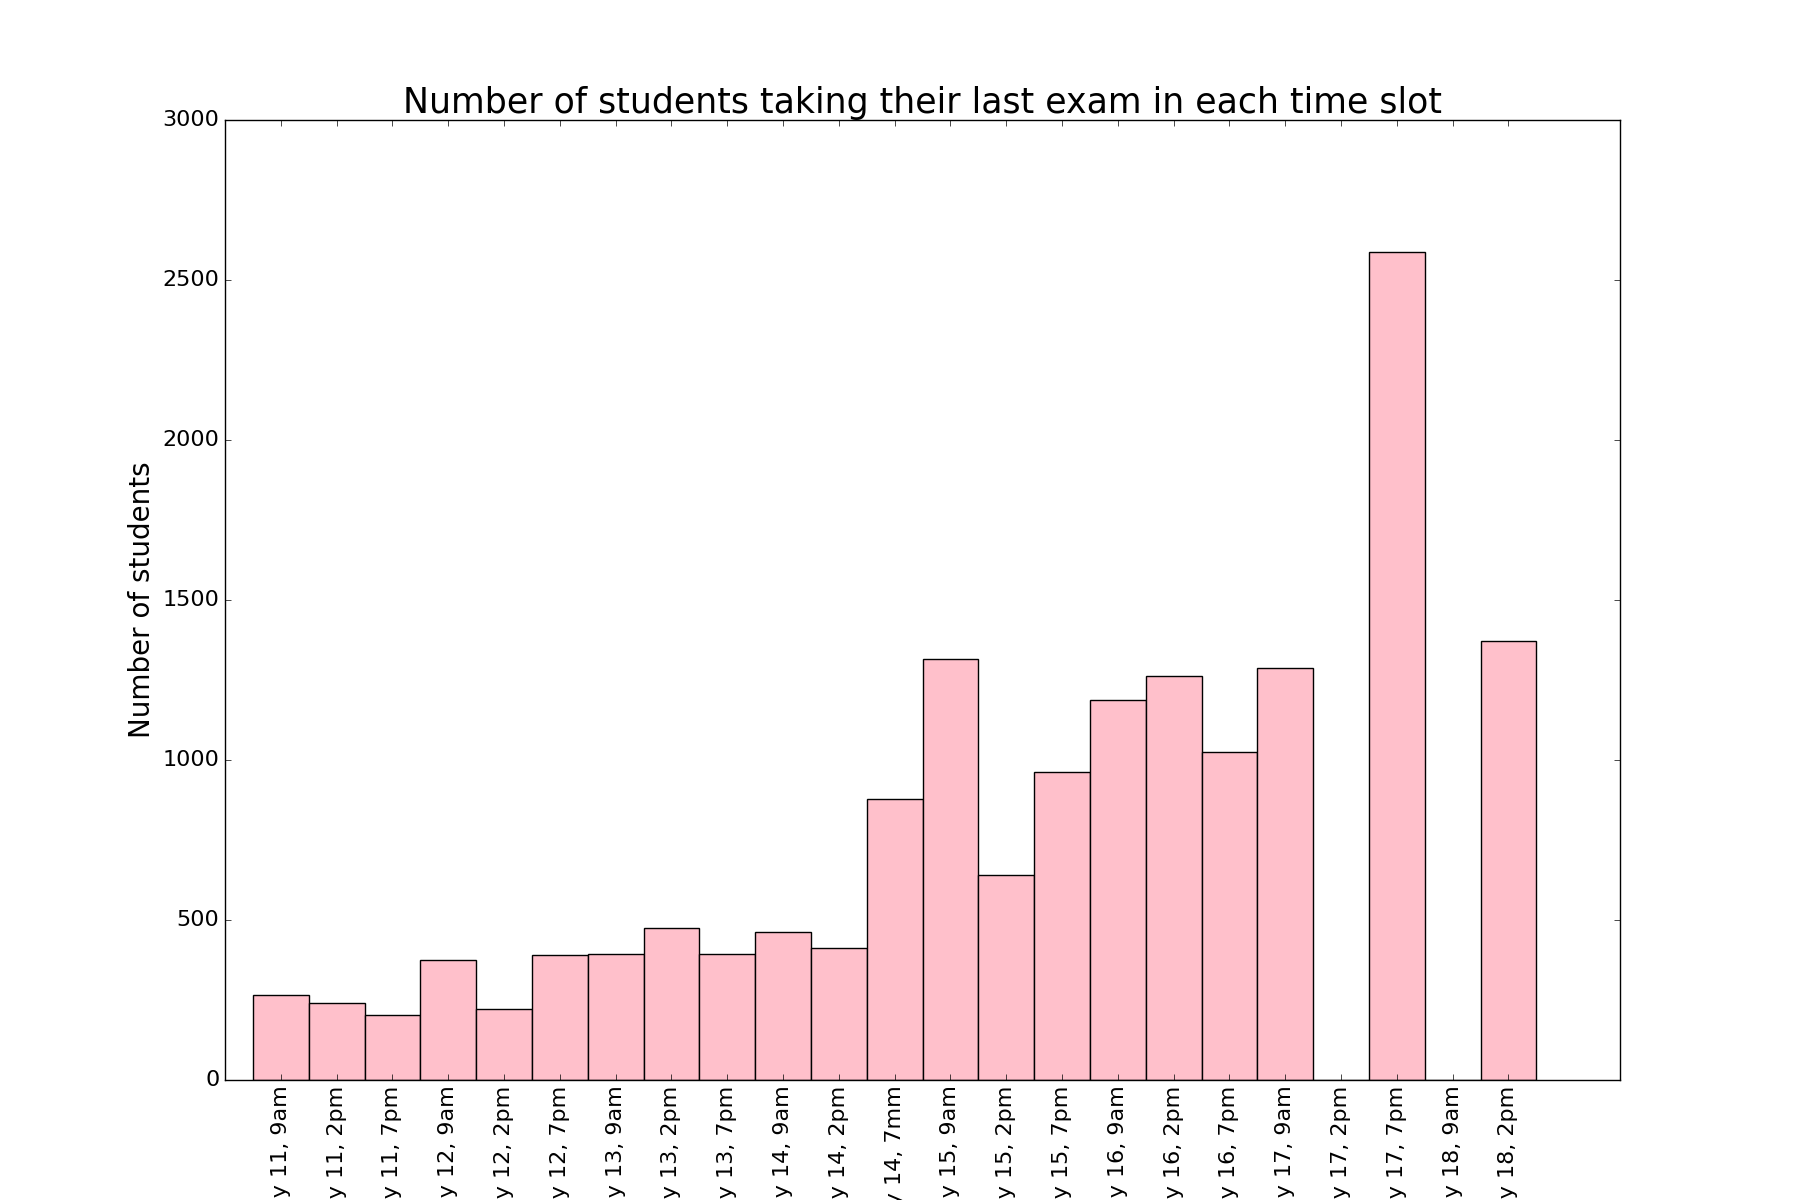 Number of students taking their last exam in each time slot
Number of students
3000
2500
2000
1500
1000
500
0
y 11, 9am
y 11, 2pm
y 11, 7pm
y 12, 9am
y 12, 2pm
y 12, 7pm
y 13, 9am
y 13, 2pm
y 13, 7pm
y 14, 9am
y 14, 2pm
y 14, 7mm
y 15, 9am
y 15, 2pm
y 15, 7pm
y 16, 9am
y 16, 2pm
y 16, 7pm
y 17, 9am
y 17, 2pm
y 17, 7pm
y 18, 9am
y 18, 2pm